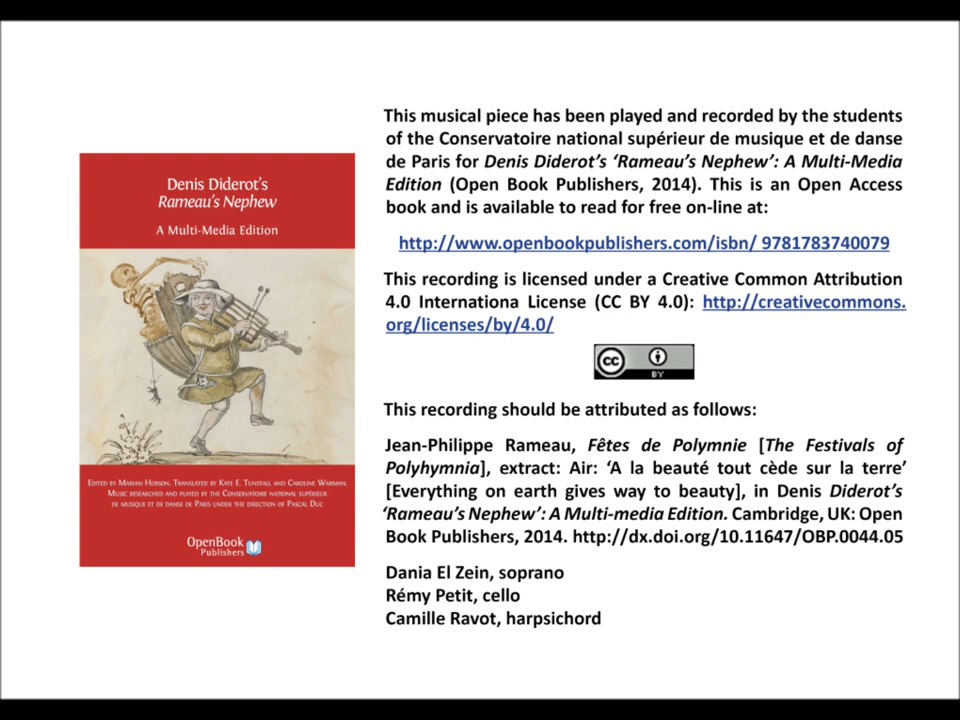 Denis Diderot's
Rameau's Nephew
A Multi-Media Edition
Edited by Marian Hobson. Translated by Kate E. Tunstall and Caroline Warman.
Music researched and played by the Conservatoire national supérieur
de musique et de danse de Paris under the direction of Pascal Duc
OpenBook
Publishers
This musical piece has been played and recorded by the students
of the Conservatoire national supérieur de musique et de danse
de Paris for Denis Diderot's ‘Rameau's Nephew’: A Multi-Media
Edition (Open Book Publishers, 2014). This is an Open Access
book and is available to read for free on-line at:
http://www.openbookpublishers.com/isbn/ 9781783740079
This recording is licensed under a Creative Common Attribution
4.0 Internationa License (CC BY 4.0): http://creativecommons.
org/licenses/by/4.0/
cc
BY
This recording should be attributed as follows:
Jean-Philippe Rameau, Fêtes de Polymnie [The Festivals of
Polyhymnia], extract: Air: ‘A la beauté tout cède sur la terre’
[Everything on earth gives way to beauty], in Denis Diderot's
‘Rameau's Nephew’: A Multi-media Edition. Cambridge, UK: Open
Book Publishers, 2014. http://dx.doi.org/10.11647/OBP.0044.05
Dania El Zein, soprano
Rémy Petit, cello
Camille Ravot, harpsichord